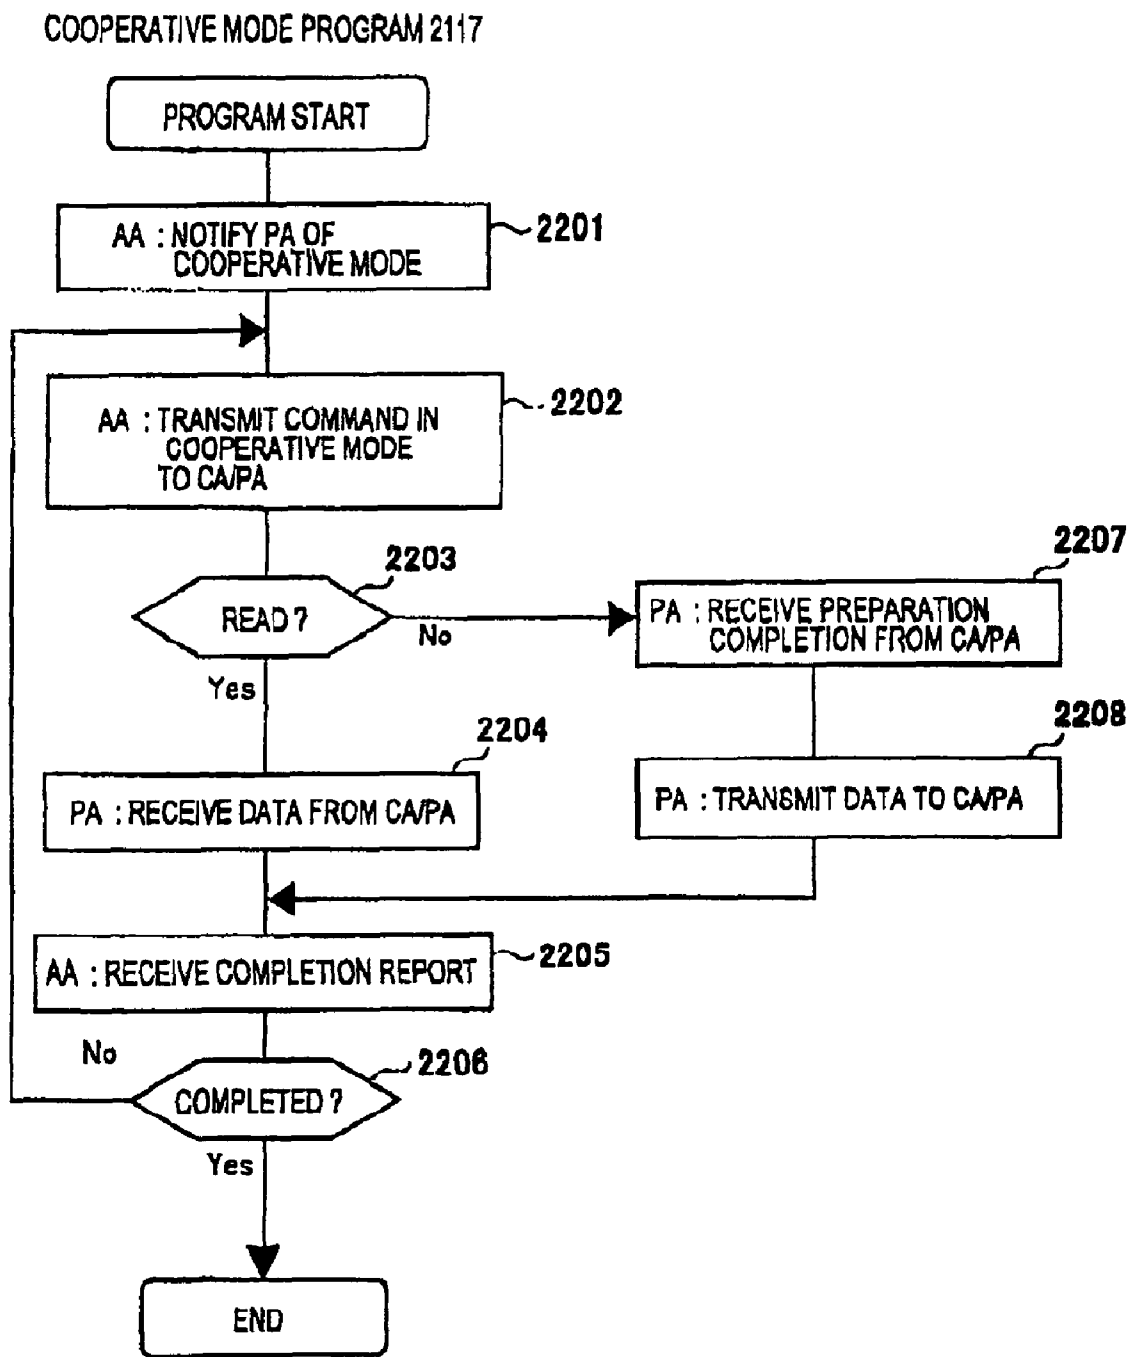 COOPERATIVE MODE PROGRAM 2117
PROGRAM START
AA : NOTIFY PA OF
COOPERATIVE MODE
2201
AA : TRANSMIT COMMAND IN
COOPERATIVE MODE
TO CA/PA
2202
READ ?
2203
No
Yes
PA : RECEIVE PREPARATION
COMPLETION FROM CA/PA
2207
PA : RECEIVE DATA FROM CA/PA
2204
PA : TRANSMIT DATA TO CA/PA
2208
AA : RECEIVE COMPLETION REPORT
2205
No
COMPLETED ?
2206
Yes
END